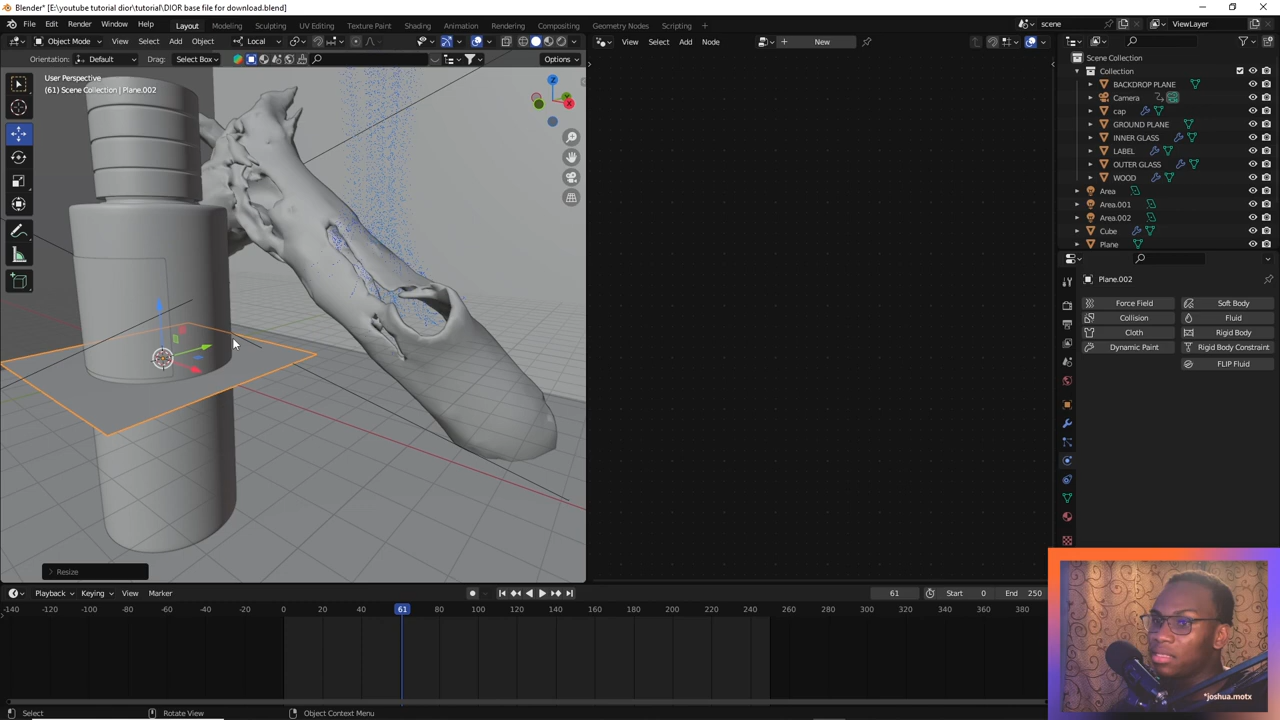 Blender* [E:\youtube tutorial dior\tutorial\DIOR base file for download.blend]
File Edit Render Window Help Layout Modeling Sculpting UV Editing Texture Paint Shading Animation Rendering Compositing Geometry Nodes Scripting scene ViewLayer
Object Mode View Select Add Object Local View Select Add Node New
Orientation: Default Drag: Select Box Options
User Perspective
(61) Scene Collection | Plane.002
Z
X
Scene Collection
Collection
BACKDROP PLANE
Camera
cap
GROUND PLANE
INNER GLASS
LABEL
OUTER GLASS
WOOD
Area
Area.001
Area.002
Cube
Plane
Plane.002
Force Field Soft Body
Collision Fluid
Cloth Rigid Body
Dynamic Paint Rigid Body Constraint
FLIP Fluid
Resize
Playback Keying View Marker 61 Start 0 End 250
-140 -120 -100 -80 -60 -40 -20 0 20 40 61 80 100 120 140 160 180 200 220 240 260 280 300 320 340 360 380
*joshua.motx
Select Rotate View Object Context Menu